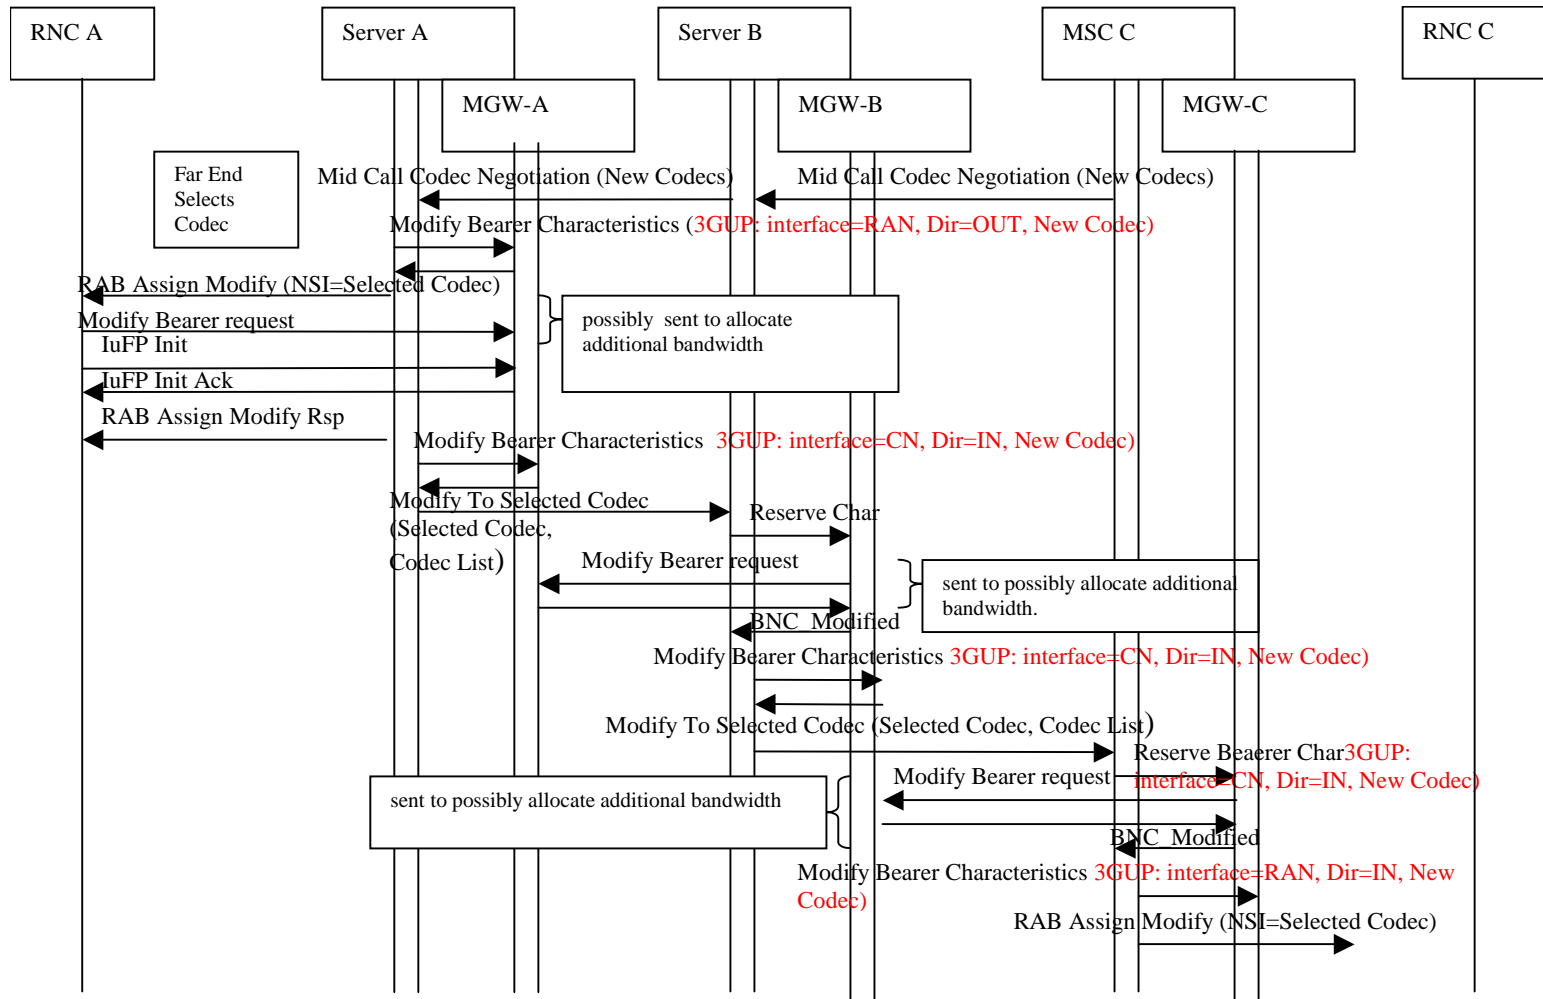 RNC A
Server A
Server B
MSC C
RNC C
MGW-A
MGW-B
MGW-C
Far End
Selects
Codec
Mid Call Codec Negotiation (New Codecs)
Mid Call Codec Negotiation (New Codecs)
Modify Bearer Characteristics (3GUP: interface=RAN, Dir=OUT, New Codec)
RAB Assign Modify (NSI=Selected Codec)
Modify Bearer request
possibly sent to allocate
additional bandwidth
IuFP Init
IuFP Init Ack
RAB Assign Modify Rsp
Modify Bearer Characteristics 3GUP: interface=CN, Dir=IN, New Codec)
Modify To Selected Codec
(Selected Codec,
Codec List)
Reserve Char
Modify Bearer request
sent to possibly allocate additional
bandwidth.
BNC_Modified
Modify Bearer Characteristics 3GUP: interface=CN, Dir=IN, New Codec)
Modify To Selected Codec (Selected Codec, Codec List)
Reserve Beaerer Char3GUP:
interface=CN, Dir=IN, New Codec)
Modify Bearer request
sent to possibly allocate additional bandwidth
BNC_Modified
Modify Bearer Characteristics 3GUP: interface=RAN, Dir=IN, New
Codec)
RAB Assign Modify (NSI=Selected Codec)